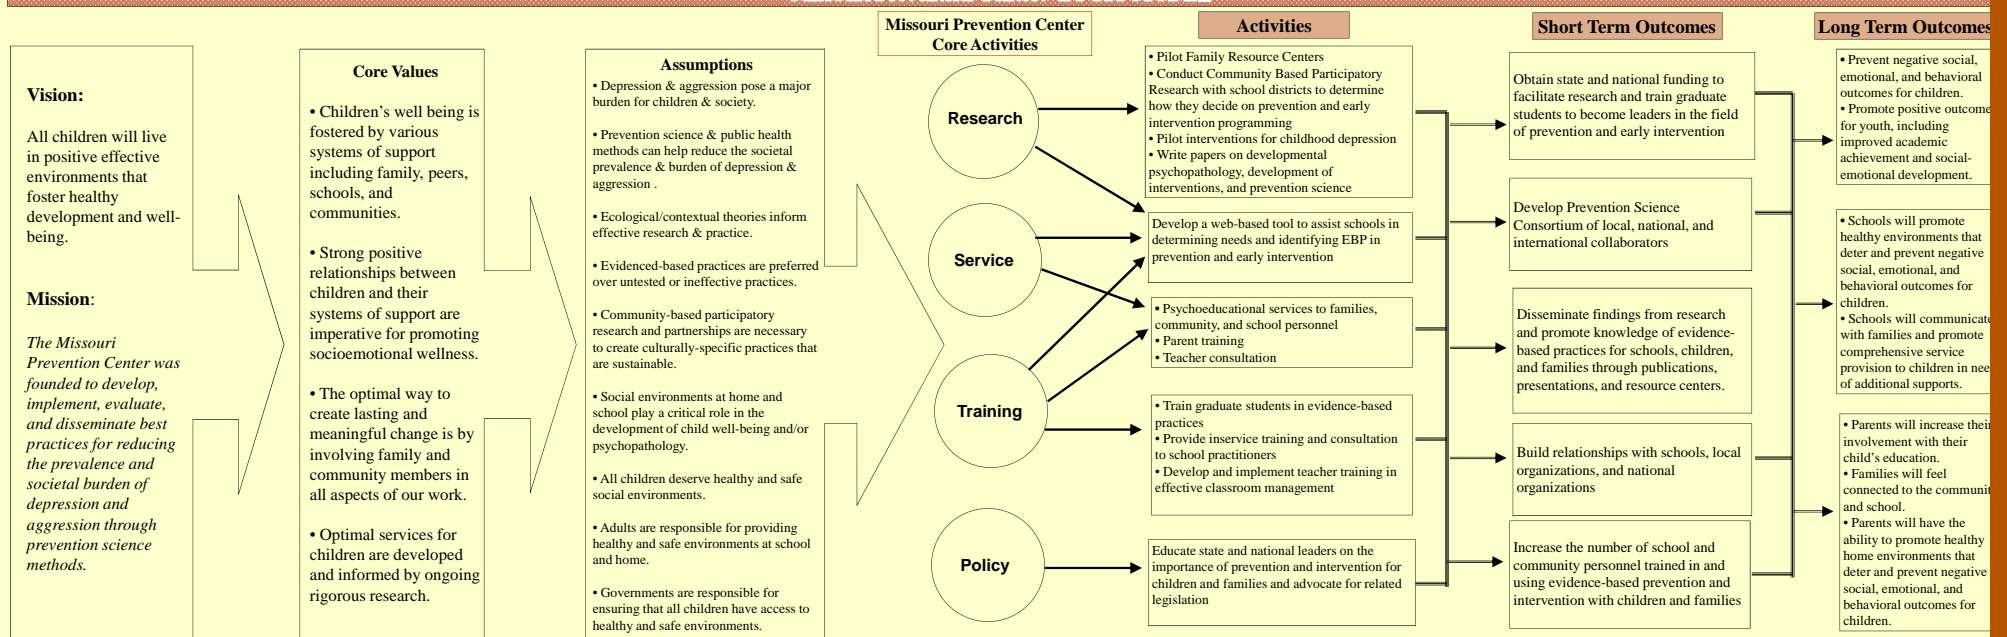 Vision:
All children will live
in positive effective
environments that
foster healthy
development and well-
being.
Mission:
The Missouri
Prevention Center was
founded to develop,
implement, evaluate,
and disseminate best
practices for reducing
the prevalence and
societal burden of
depression and
aggression through
prevention science
methods.
Core Values
• Children's well being is
fostered by various
systems of support
including family, peers,
schools, and
communities.
• Strong positive
relationships between
children and their
systems of support are
imperative for promoting
socioemotional wellness.
• The optimal way to
create lasting and
meaningful change is by
involving family and
community members in
all aspects of our work.
• Optimal services for
children are developed
and informed by ongoing
rigorous research.
Assumptions
• Depression & aggression pose a major
burden for children & society.
• Prevention science & public health
methods can help reduce the societal
prevalence & burden of depression &
aggression .
• Ecological/contextual theories inform
effective research & practice.
• Evidenced-based practices are preferred
over untested or ineffective practices.
• Community-based participatory
research and partnerships are necessary
to create culturally-specific practices that
are sustainable.
• Social environments at home and
school play a critical role in the
development of child well-being and/or
psychopathology.
• All children deserve healthy and safe
social environments.
• Adults are responsible for providing
healthy and safe environments at school
and home.
• Governments are responsible for
ensuring that all children have access to
healthy and safe environments.
Missouri Prevention Center
Core Activities
Research
Service
Training
Policy
Activities
• Pilot Family Resource Centers
• Conduct Community Based Participatory
Research with school districts to determine
how they decide on prevention and early
intervention programming
• Pilot interventions for childhood depression
• Write papers on developmental
psychopathology, development of
interventions, and prevention science
Develop a web-based tool to assist schools in
determining needs and identifying EBP in
prevention and early intervention
• Psychoeducational services to families,
community, and school personnel
• Parent training
• Teacher consultation
• Train graduate students in evidence-based
practices
• Provide inservice training and consultation
to school practitioners
• Develop and implement teacher training in
effective classroom management
Educate state and national leaders on the
importance of prevention and intervention for
children and families and advocate for related
legislation
Short Term Outcomes
Obtain state and national funding to
facilitate research and train graduate
students to become leaders in the field
of prevention and early intervention
Develop Prevention Science
Consortium of local, national, and
international collaborators
Disseminate findings from research
and promote knowledge of evidence-
based practices for schools, children,
and families through publications,
presentations, and resource centers.
Build relationships with schools, local
organizations, and national
organizations
Increase the number of school and
community personnel trained in and
using evidence-based prevention and
intervention with children and families
Long Term Outcomes
• Prevent negative social,
emotional, and behavioral
outcomes for children.
• Promote positive outcome
for youth, including
improved academic
achievement and social-
emotional development.
• Schools will promote
healthy environments that
deter and prevent negative
social, emotional, and
behavioral outcomes for
children.
• Schools will communicate
with families and promote
comprehensive service
provision to children in nee
of additional supports.
• Parents will increase their
involvement with their
child's education.
• Families will feel
connected to the communit
and school.
• Parents will have the
ability to promote healthy
home environments that
deter and prevent negative
social, emotional, and
behavioral outcomes for
children.